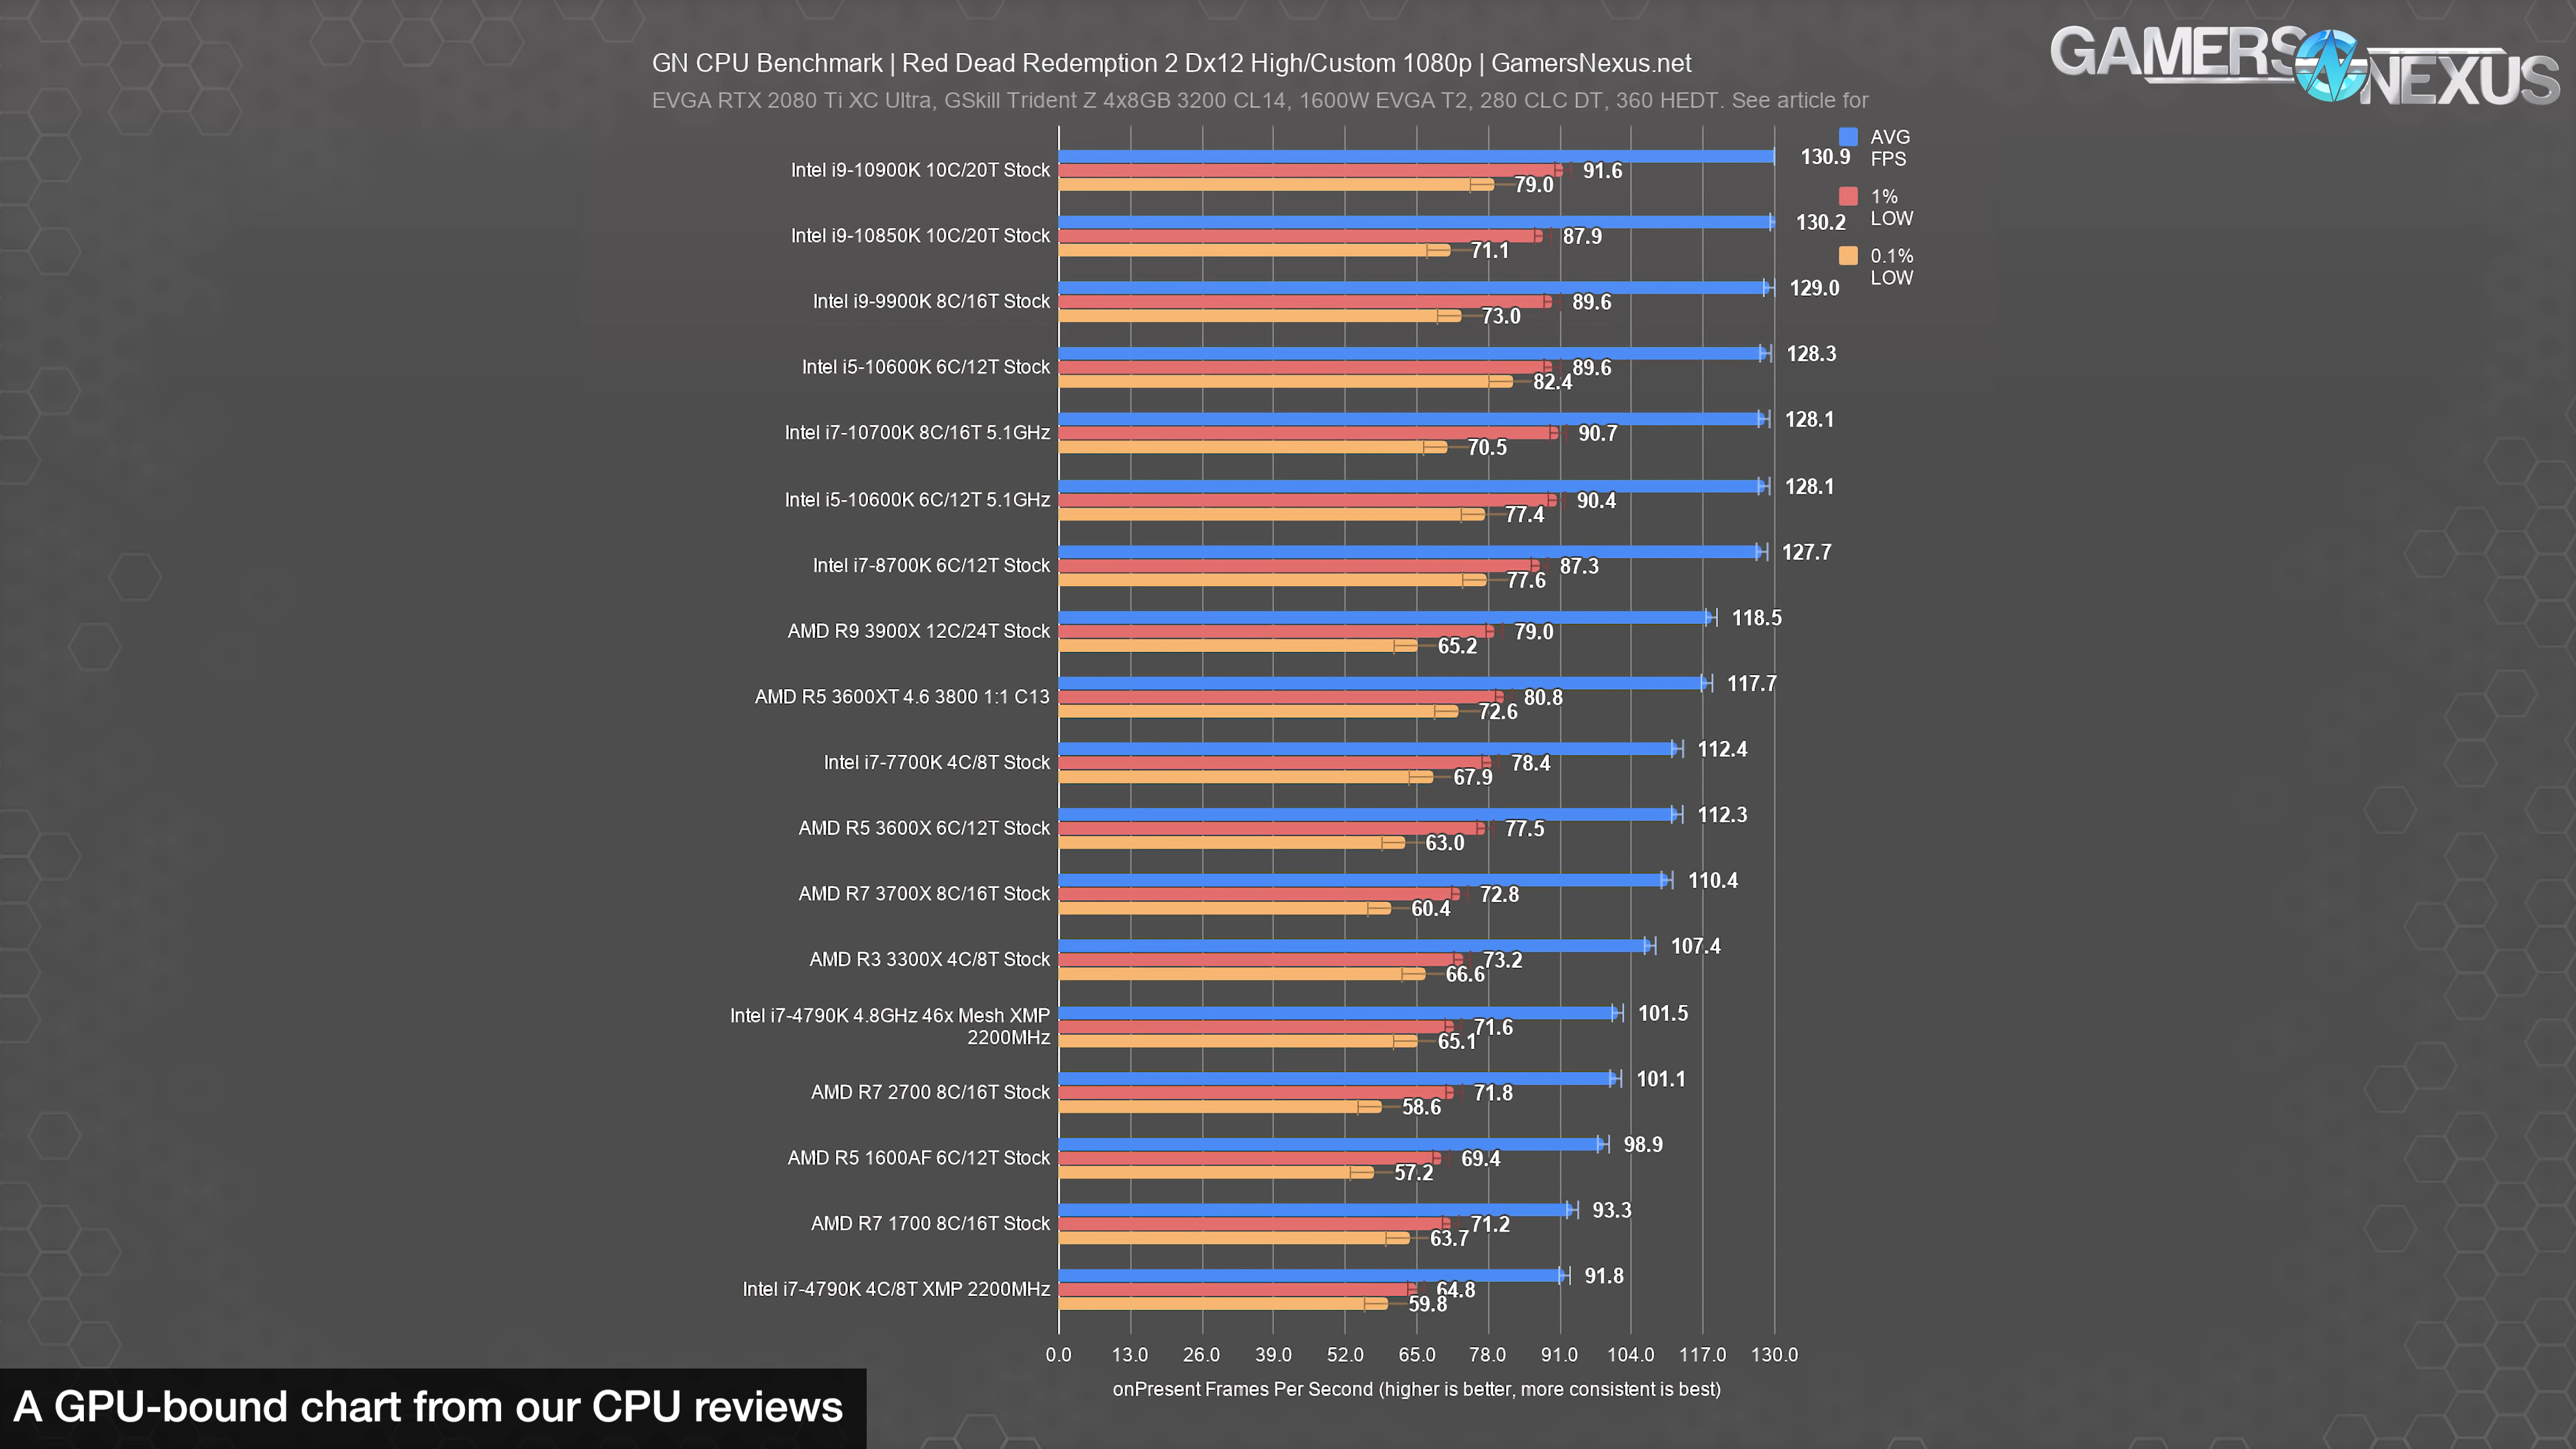 GAMERS NEXUS
GN CPU Benchmark | Red Dead Redemption 2 Dx12 High/Custom 1080p | GamersNexus.net
EVGA RTX 2080 Ti XC Ultra, GSkill Trident Z 4x8GB 3200 CL14, 1600W EVGA T2, 280 CLC DT, 360 HEDT. See article for
AVG
FPS
1%
LOW
0.1%
LOW
Intel i9-10900K 10C/20T Stock
130.9
91.6
79.0
Intel i9-10850K 10C/20T Stock
130.2
87.9
71.1
Intel i9-9900K 8C/16T Stock
129.0
89.6
73.0
Intel i5-10600K 6C/12T Stock
128.3
89.6
82.4
Intel i7-10700K 8C/16T 5.1GHz
128.1
90.7
70.5
Intel i5-10600K 6C/12T 5.1GHz
128.1
90.4
77.4
Intel i7-8700K 6C/12T Stock
127.7
87.3
77.6
AMD R9 3900X 12C/24T Stock
118.5
79.0
65.2
AMD R5 3600XT 4.6 3800 1:1 C13
117.7
80.8
72.6
Intel i7-7700K 4C/8T Stock
112.4
78.4
67.9
AMD R5 3600X 6C/12T Stock
112.3
77.5
63.0
AMD R7 3700X 8C/16T Stock
110.4
72.8
60.4
AMD R3 3300X 4C/8T Stock
107.4
73.2
66.6
Intel i7-4790K 4.8GHz 46x Mesh XMP
2200MHz
101.5
71.6
65.1
AMD R7 2700 8C/16T Stock
101.1
71.8
58.6
AMD R5 1600AF 6C/12T Stock
98.9
69.4
57.2
AMD R7 1700 8C/16T Stock
93.3
71.2
63.7
Intel i7-4790K 4C/8T XMP 2200MHz
91.8
64.8
59.8
0.0 13.0 26.0 39.0 52.0 65.0 78.0 91.0 104.0 117.0 130.0
onPresent Frames Per Second (higher is better, more consistent is best)
A GPU-bound chart from our CPU reviews